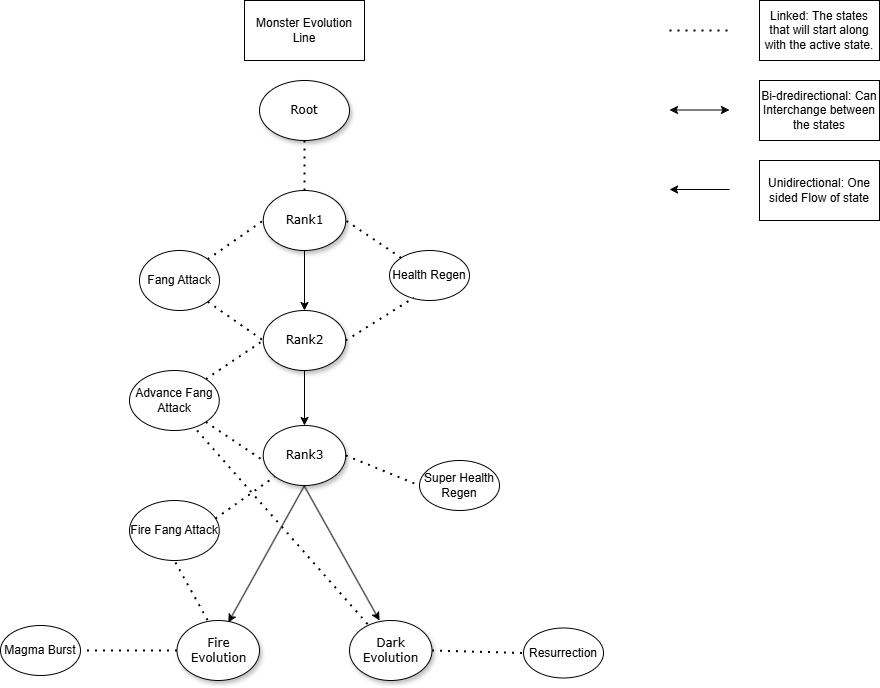 Monster Evolution
Line
Linked: The states
that will start along
with the active state.
Root
Bi-dredirectional: Can
Interchange between
the states
Unidirectional: One
sided Flow of state
Rank1
Fang Attack
Health Regen
Rank2
Advance Fang
Attack
Rank3
Super Health
Regen
Fire Fang Attack
Fire
Evolution
Dark
Evolution
Magma Burst
Resurrection